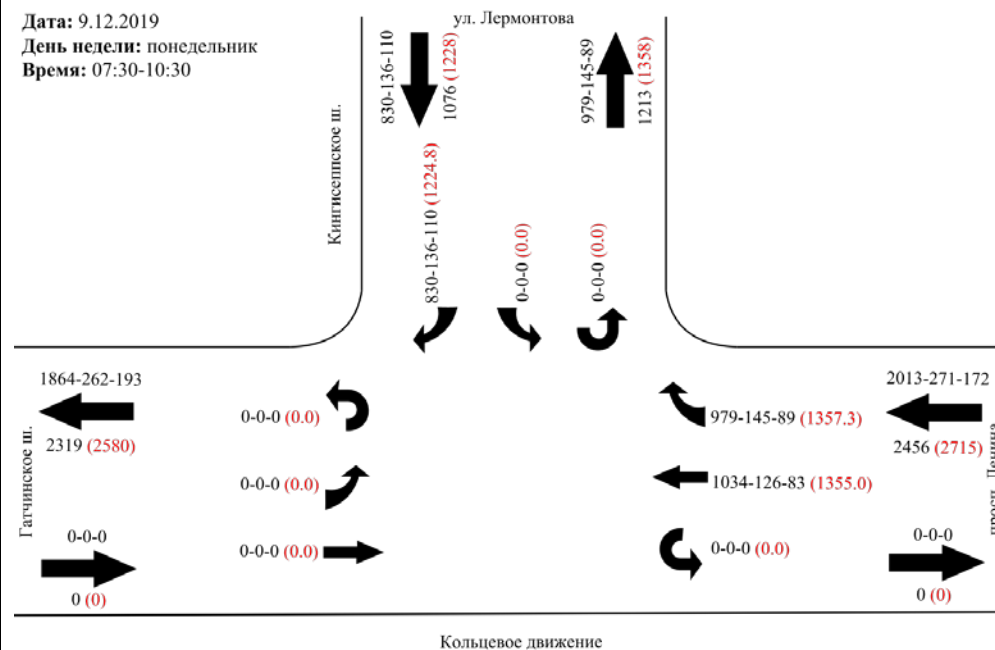 Дата: 9.12.2019
День недели: понедельник
Время: 07:30-10:30
ул. Лермонтова
Кингисеппское ш.
830-136-110
1076 (1228)
979-145-89
1213 (1358)
830-136-110 (1224.8)
0-0-0 (0.0)
0-0-0 (0.0)
1864-262-193
2319 (2580)
Гатчинское ш.
0-0-0
0 (0)
0-0-0 (0.0)
0-0-0 (0.0)
0-0-0 (0.0)
979-145-89 (1357.3)
1034-126-83 (1355.0)
0-0-0 (0.0)
2013-271-172
2456 (2715)
просп. Ленина
0-0-0
0 (0)
Кольцевое движение